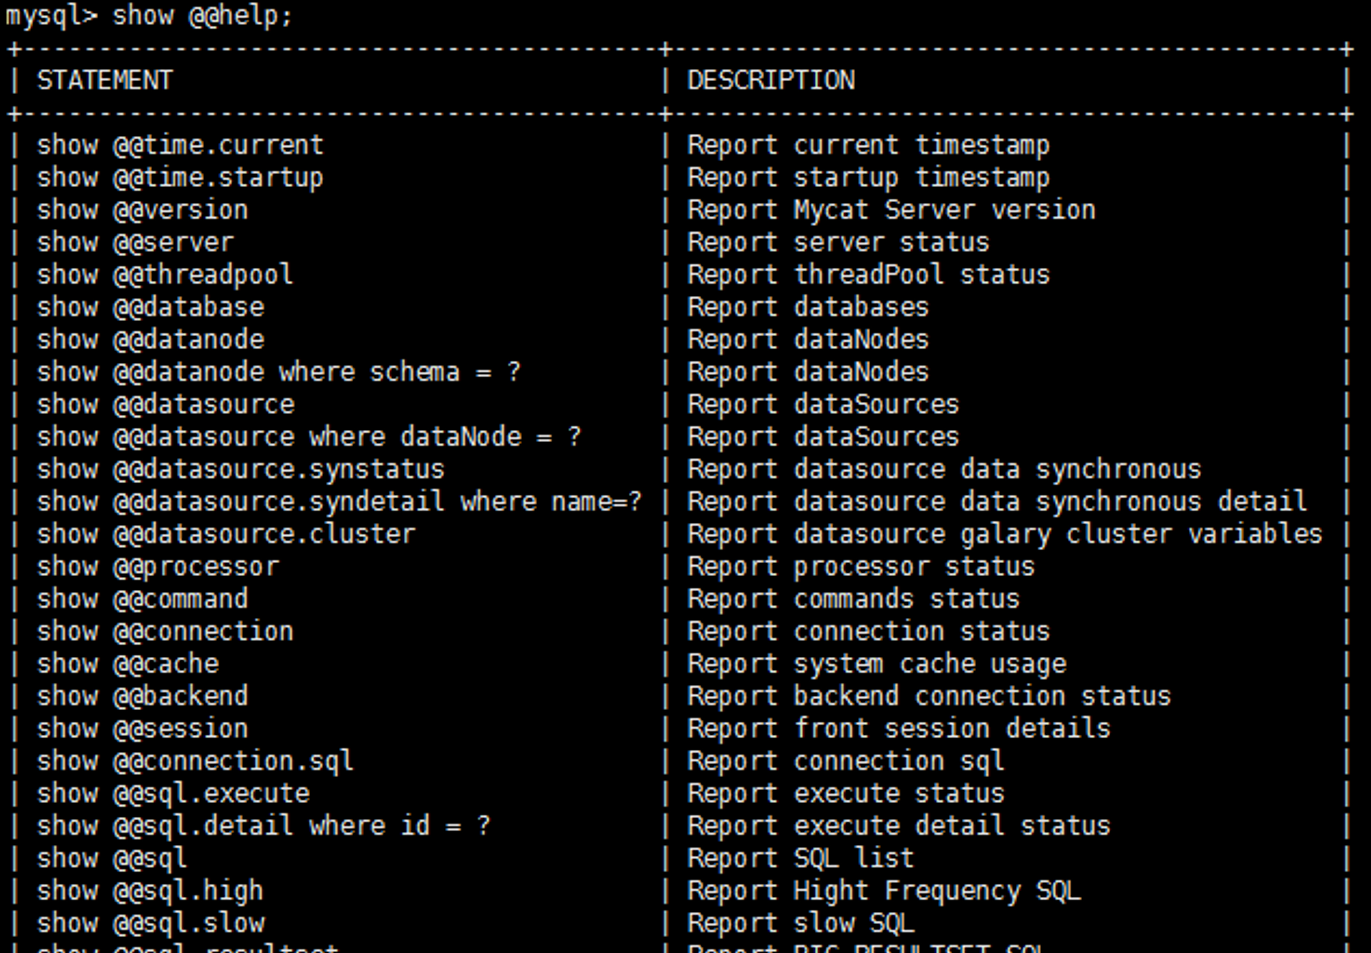 mysql> show @@help;
+------------------------------------------+--------------------------------------------+
| STATEMENT | DESCRIPTION |
+------------------------------------------+--------------------------------------------+
| show @@time.current | Report current timestamp |
| show @@time.startup | Report startup timestamp |
| show @@version | Report Mycat Server version |
| show @@server | Report server status |
| show @@threadpool | Report threadPool status |
| show @@database | Report databases |
| show @@datanode | Report dataNodes |
| show @@datanode where schema = ? | Report dataNodes |
| show @@datasource | Report dataSources |
| show @@datasource where dataNode = ? | Report dataSources |
| show @@datasource.synstatus | Report datasource data synchronous |
| show @@datasource.syndetail where name=? | Report datasource data synchronous detail |
| show @@datasource.cluster | Report datasource galary cluster variables |
| show @@processor | Report processor status |
| show @@command | Report commands status |
| show @@connection | Report connection status |
| show @@cache | Report system cache usage |
| show @@backend | Report backend connection status |
| show @@session | Report front session details |
| show @@connection.sql | Report connection sql |
| show @@sql.execute | Report execute status |
| show @@sql.detail where id = ? | Report execute detail status |
| show @@sql | Report SQL list |
| show @@sql.high | Report Hight Frequency SQL |
| show @@sql.slow | Report slow SQL |
| show @@sql.resultset | Report BIG RESULTSET SQL |